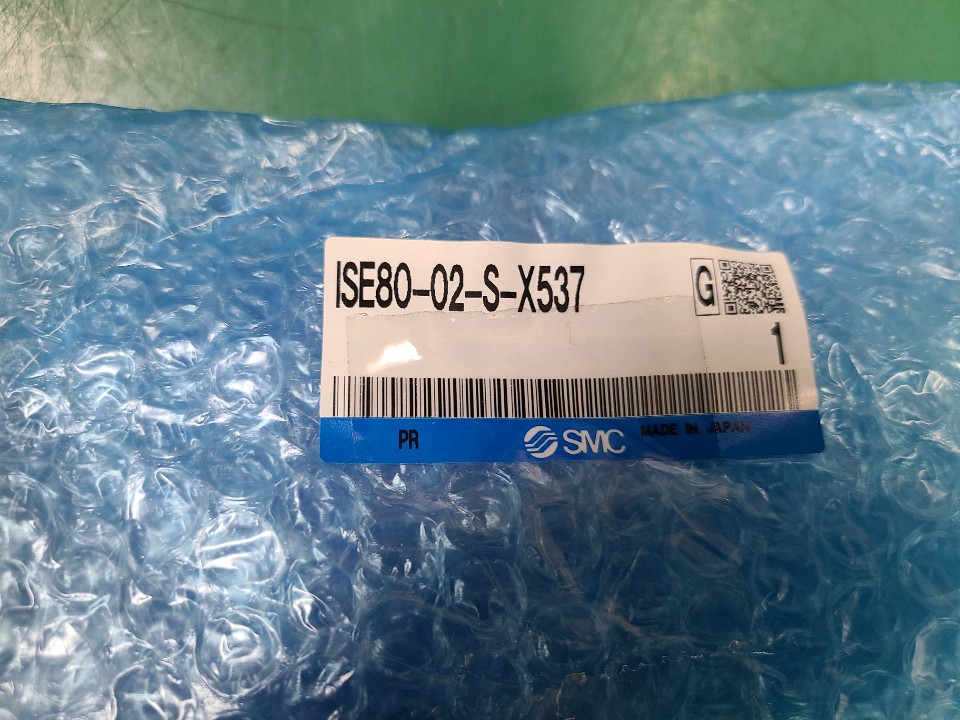 ISE80-02-S-X537
G
1
PR
SMC
MADE IN JAPAN